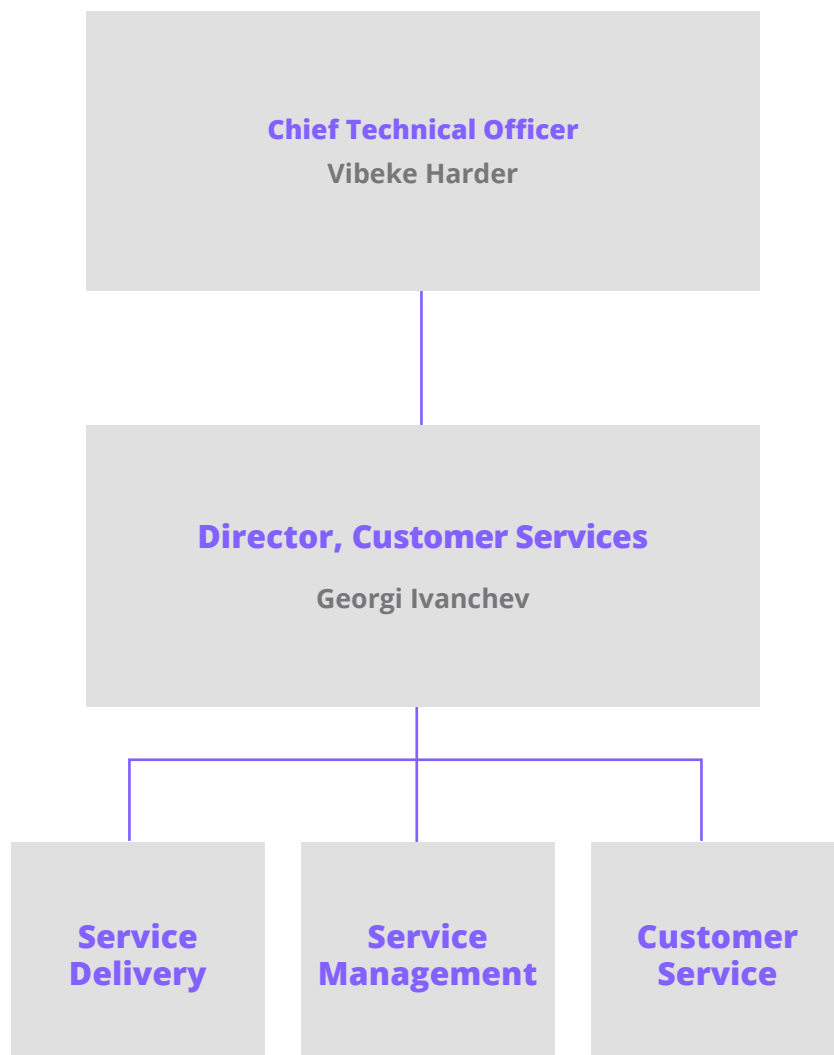 Chief Technical Officer
Vibeke Harder
Director, Customer Services
Georgi Ivanchev
Service
Delivery
Service
Management
Customer
Service